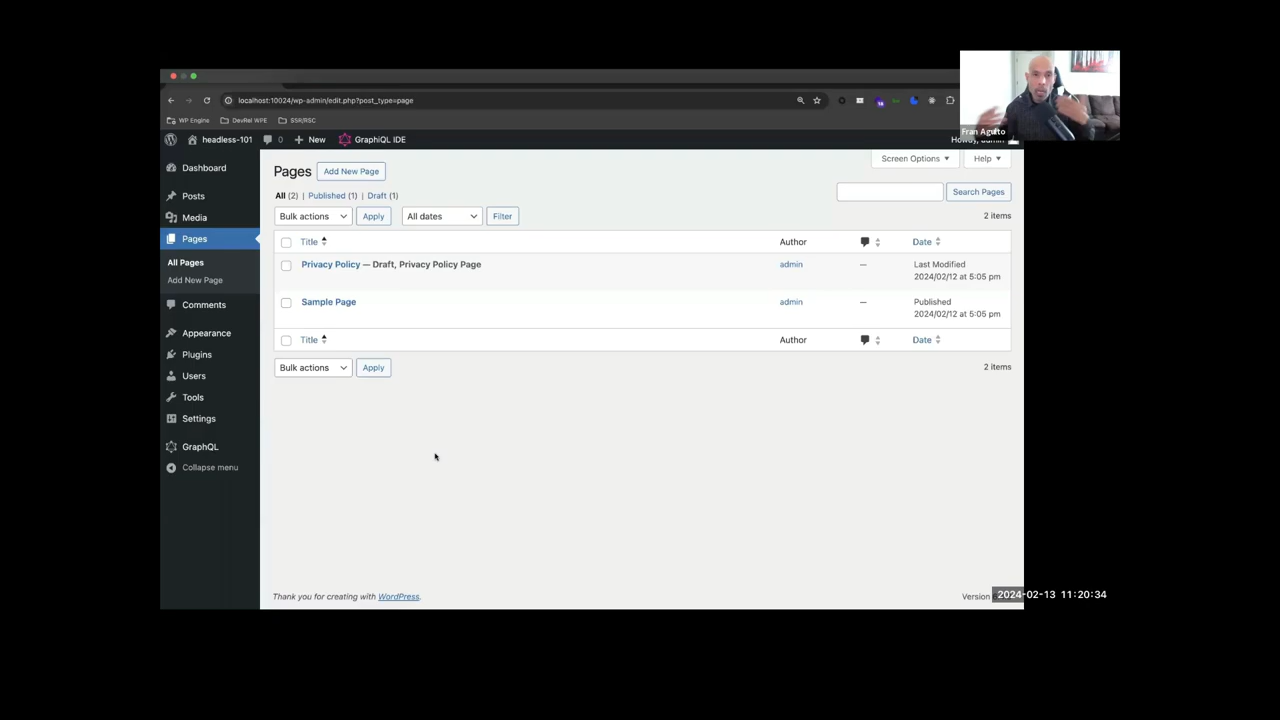 localhost:10024/wp-admin/edit.php?post_type=page
WP Engine DevRel WPE SSR/RSC
Fran Agulto
headless-101 0 New GraphiQL IDE Howdy, admin
Dashboard
Posts
Media
Pages
All Pages
Add New Page
Comments
Appearance
Plugins
Users
Tools
Settings
GraphQL
Collapse menu
Screen Options Help
Pages Add New Page
All (2) | Published (1) | Draft (1)
Search Pages
Bulk actions Apply All dates Filter 2 items
Title Author Date
Privacy Policy — Draft, Privacy Policy Page admin — Last Modified
2024/02/12 at 5:05 pm
Sample Page admin — Published
2024/02/12 at 5:05 pm
Title Author Date
Bulk actions Apply 2 items
Thank you for creating with WordPress. Version
2024-02-13 11:20:34